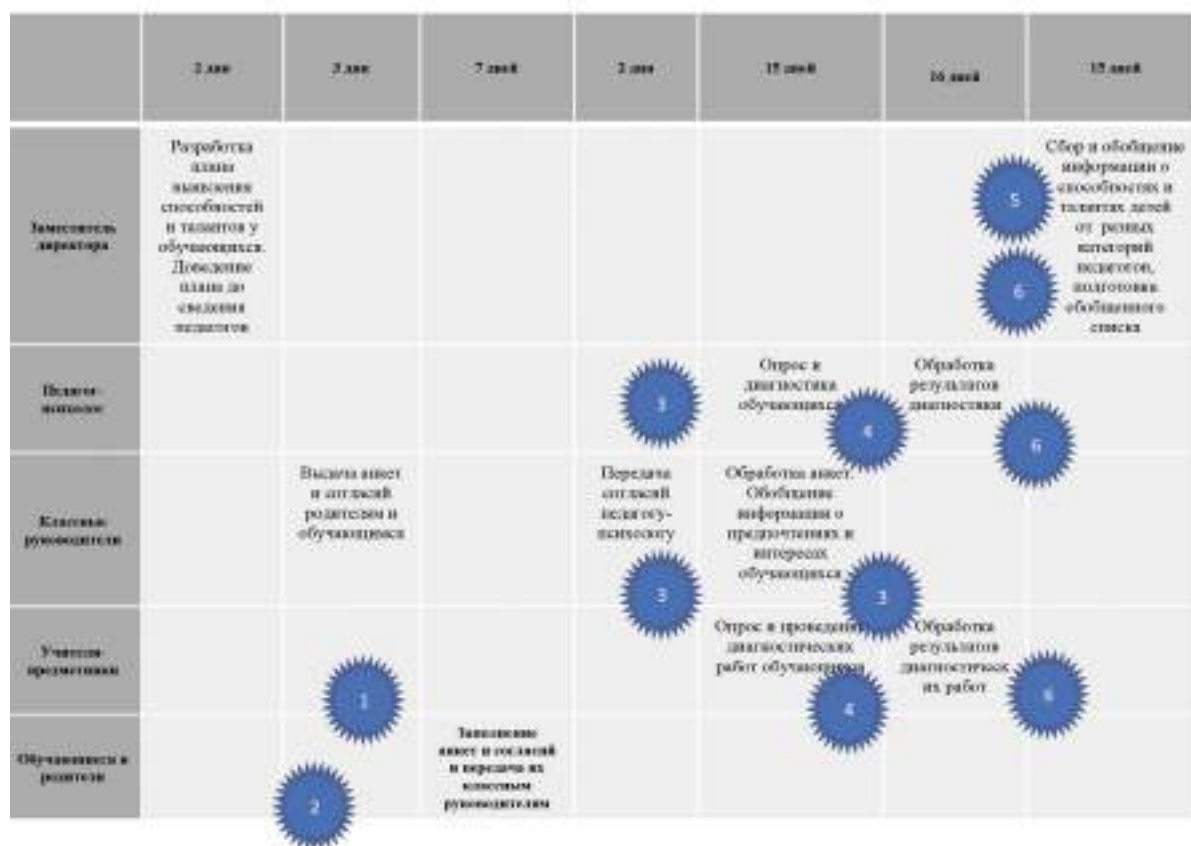 2 дня
3 дня
7 дней
2 дня
15 дней
16 дней
15 дней
Заместитель
директора
Разработка
плана
выявления
способностей
и талантов у
обучающихся.
Доведение
плана до
сведения
педагогов
5
6
Сбор и обобщение
информации о
способностях и
талантах детей
от разных
категорий
педагогов,
подготовка
обобщенного
списка
Педагог-
психолог
Опрос и
диагностика
обучающихся
4
Обработка
результатов
диагностики
6
Классные
руководители
Выдача анкет
и согласий
родителям и
обучающимся
Передача
согласий
педагогу-
психологу
3
Обработка анкет.
Обобщение
информации о
предпочтениях и
интересах
обучающихся
Учителя-
предметники
1
Опрос и проведение
диагностических
работ обучающихся
4
Обработка
результатов
диагностическ
их работ
Обучающиеся и
родители
2
Заполнение
анкет и согласий
и передача их
классным
руководителям